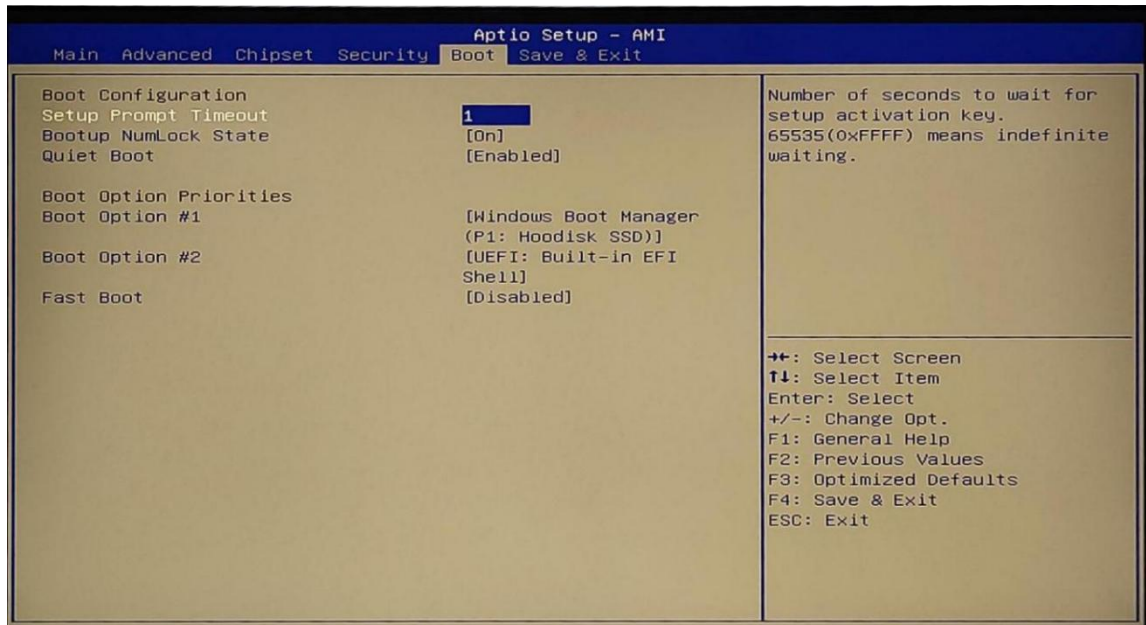 Aptio Setup – AMI
Main Advanced Chipset Security Boot Save & Exit
Boot Configuration
Setup Prompt Timeout 1
Bootup NumLock State [On]
Quiet Boot [Enabled]
Boot Option Priorities
Boot Option #1 [Windows Boot Manager
(P1: Hoodisk SSD)]
Boot Option #2 [UEFI: Built-in EFI
Shell]
Fast Boot [Disabled]
Number of seconds to wait for
setup activation key.
65535(0xFFFF) means indefinite
waiting.
→←: Select Screen
↑↓: Select Item
Enter: Select
+/-: Change Opt.
F1: General Help
F2: Previous Values
F3: Optimized Defaults
F4: Save & Exit
ESC: Exit